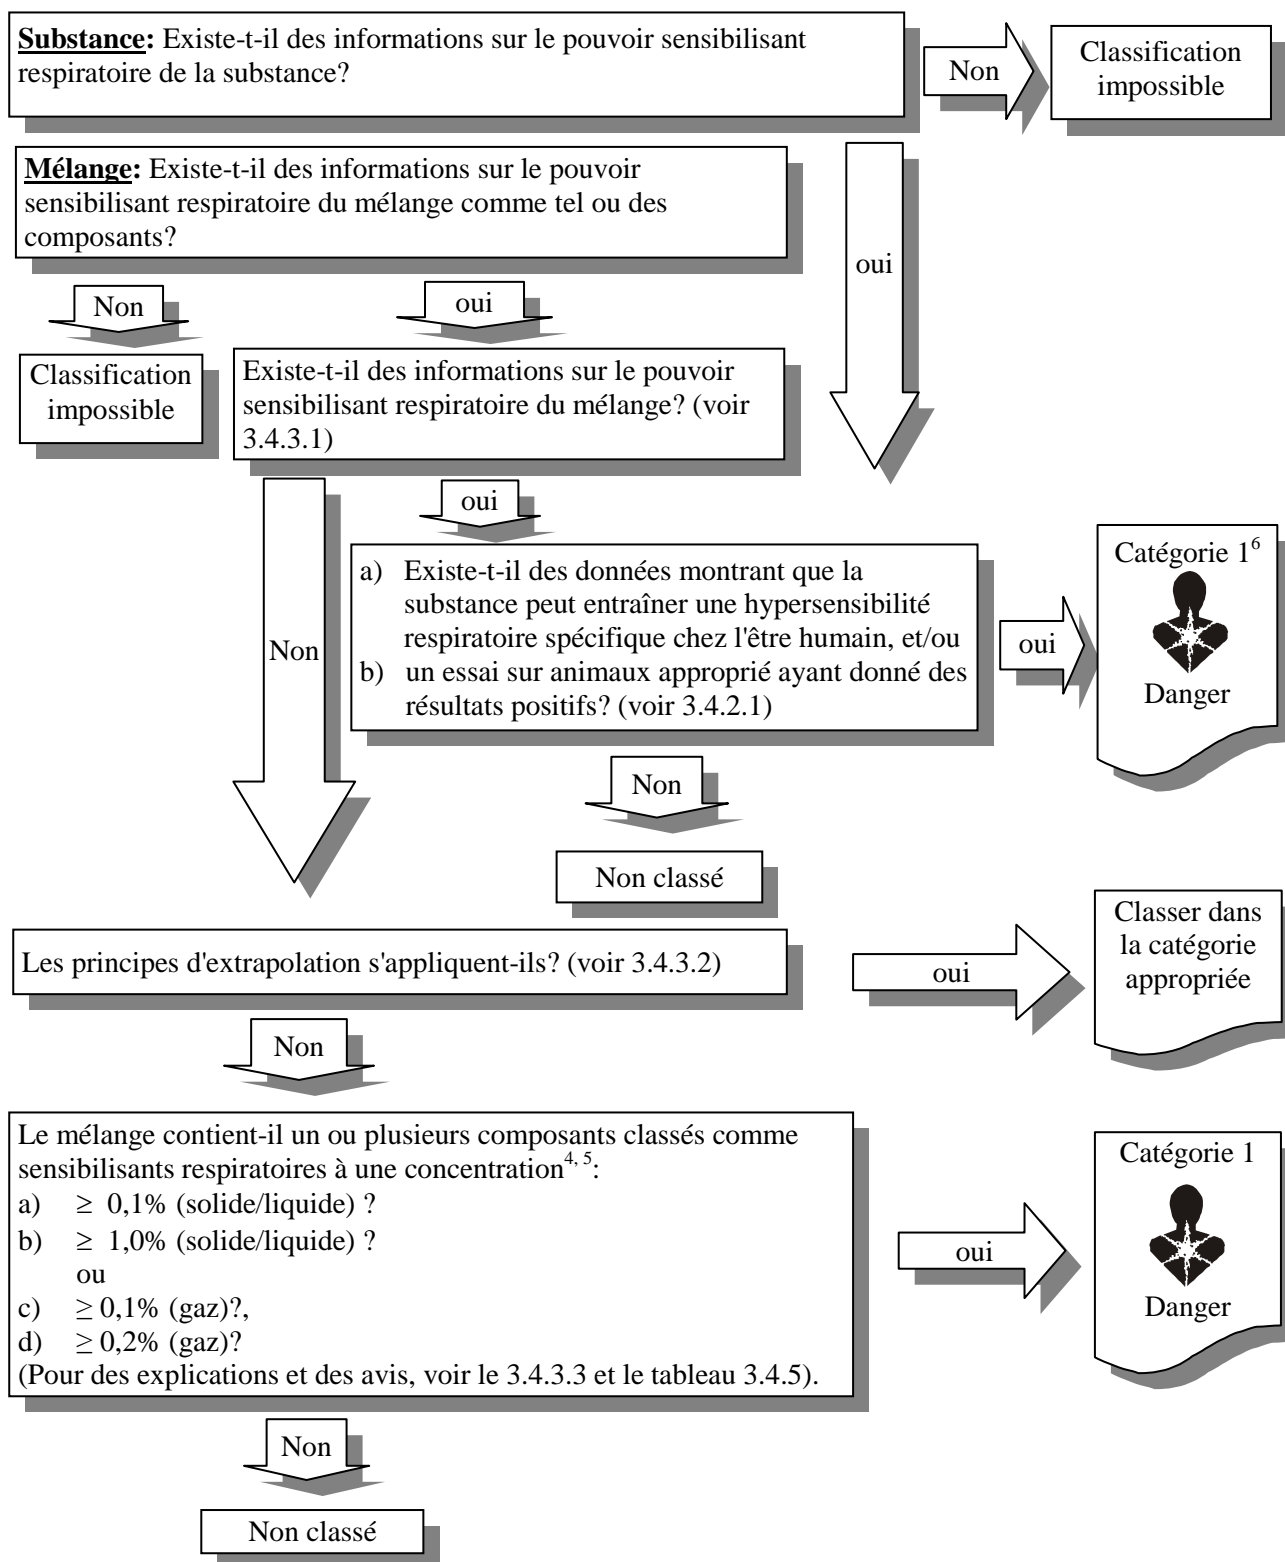 Substance: Existe-t-il des informations sur le pouvoir sensibilisant
respiratoire de la substance?
Non
Classification
impossible
Mélange: Existe-t-il des informations sur le pouvoir
sensibilisant respiratoire du mélange comme tel ou des
composants?
oui
Non
oui
Classification
impossible
Existe-t-il des informations sur le pouvoir
sensibilisant respiratoire du mélange? (voir
3.4.3.1)
oui
Non
a) Existe-t-il des données montrant que la
substance peut entraîner une hypersensibilité
respiratoire spécifique chez l'être humain, et/ou
b) un essai sur animaux approprié ayant donné des
résultats positifs? (voir 3.4.2.1)
oui
Catégorie 1⁶
Danger
Non
Non classé
Les principes d'extrapolation s'appliquent-ils? (voir 3.4.3.2)
oui
Classer dans
la catégorie
appropriée
Non
Le mélange contient-il un ou plusieurs composants classés comme
sensibilisants respiratoires à une concentration⁴, ⁵:
a) ≥ 0,1% (solide/liquide) ?
b) ≥ 1,0% (solide/liquide) ?
ou
c) ≥ 0,1% (gaz)?,
d) ≥ 0,2% (gaz)?
(Pour des explications et des avis, voir le 3.4.3.3 et le tableau 3.4.5).
oui
Catégorie 1
Danger
Non
Non classé